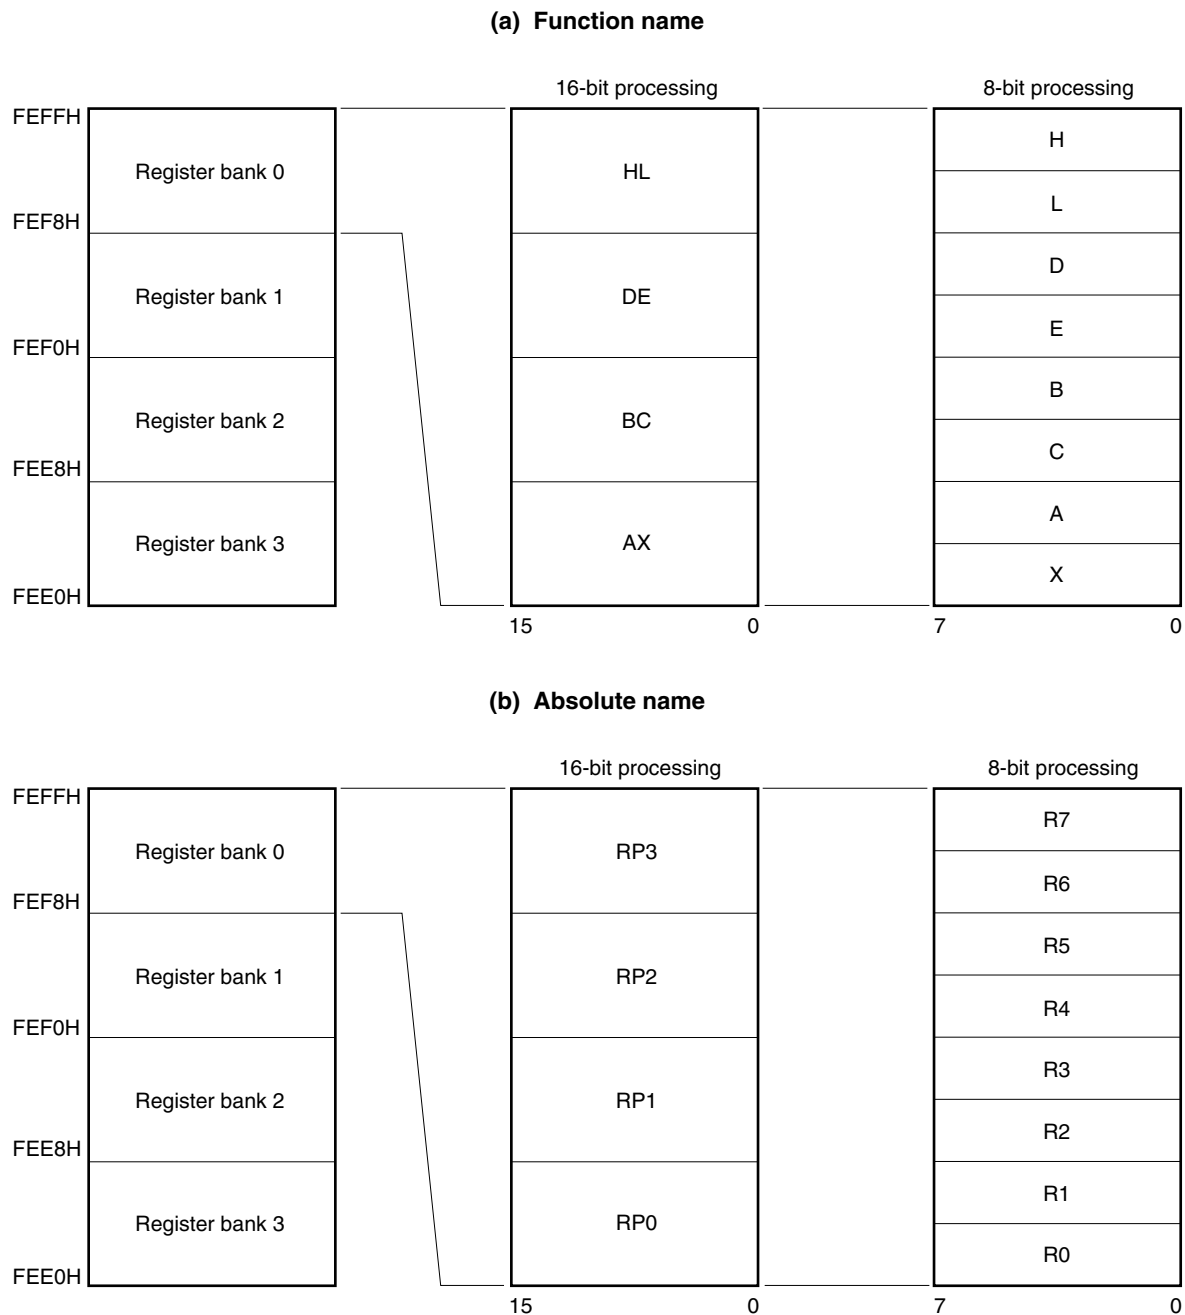 (a) Function name
16-bit processing
8-bit processing
FEFFH
H
Register bank 0
HL
L
FEF8H
D
Register bank 1
DE
E
FEF0H
B
Register bank 2
BC
C
FEE8H
A
Register bank 3
AX
X
FEE0H
15 0 7 0
(b) Absolute name
16-bit processing
8-bit processing
FEFFH
R7
Register bank 0
RP3
R6
FEF8H
R5
Register bank 1
RP2
R4
FEF0H
R3
Register bank 2
RP1
R2
FEE8H
R1
Register bank 3
RP0
R0
FEE0H
15 0 7 0